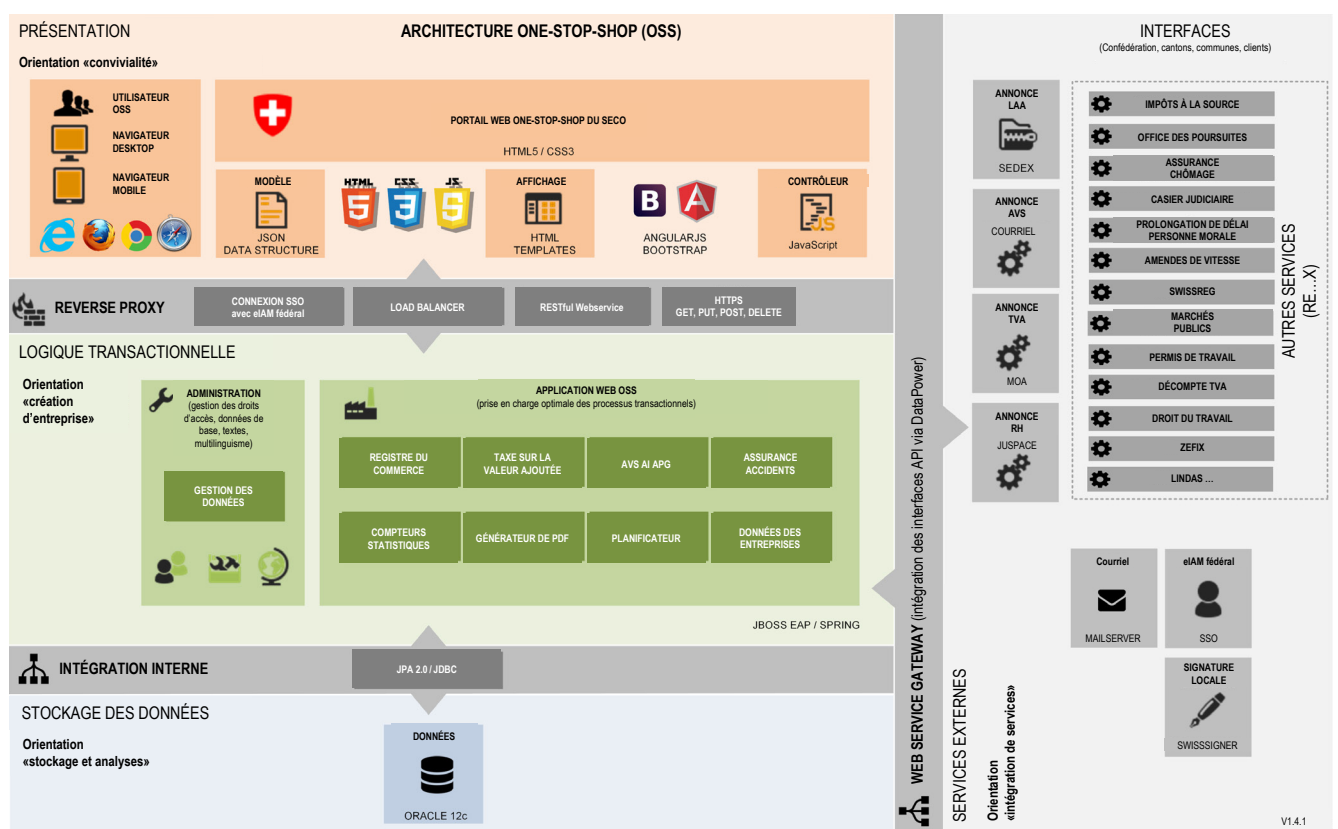 PRÉSENTATION
ARCHITECTURE ONE-STOP-SHOP (OSS)
Orientation «convivialité»
UTILISATEUR
OSS
NAVIGATEUR
DESKTOP
NAVIGATEUR
MOBILE
PORTAIL WEB ONE-STOP-SHOP DU SECO
HTML5 / CSS3
MODÈLE
JSON
DATA STRUCTURE
HTML
5
CSS
3
JS
5
AFFICHAGE
HTML
TEMPLATES
B
A
ANGULARJS
BOOTSTRAP
CONTRÔLEUR
JS
JavaScript
REVERSE PROXY
CONNEXION SSO
avec eIAM fédéral
LOAD BALANCER
RESTful Webservice
HTTPS
GET, PUT, POST, DELETE
LOGIQUE TRANSACTIONNELLE
Orientation
«création
d'entreprise»
ADMINISTRATION
(gestion des droits
d'accès, données de
base, textes,
multilinguisme)
GESTION DES
DONNÉES
APPLICATION WEB OSS
(prise en charge optimale des processus transactionnels)
REGISTRE DU
COMMERCE
TAXE SUR LA
VALEUR AJOUTÉE
AVS AI APG
ASSURANCE
ACCIDENTS
COMPTEURS
STATISTIQUES
GÉNÉRATEUR DE PDF
PLANIFICATEUR
DONNÉES DES
ENTREPRISES
JBOSS EAP / SPRING
INTÉGRATION INTERNE
JPA 2.0 / JDBC
STOCKAGE DES DONNÉES
Orientation
«stockage et analyses»
DONNÉES
ORACLE 12c
WEB SERVICE GATEWAY (intégration des interfaces API via DataPower)
SERVICES EXTERNES
Orientation
«intégration de services»
INTERFACES
(Confédération, cantons, communes, clients)
ANNONCE
LAA
SEDEX
ANNONCE
AVS
COURRIEL
ANNONCE
TVA
MOA
ANNONCE
RH
JUSPACE
IMPÔTS À LA SOURCE
OFFICE DES POURSUITES
ASSURANCE
CHÔMAGE
CASIER JUDICIAIRE
PROLONGATION DE DÉLAI
PERSONNE MORALE
AMENDES DE VITESSE
SWISSREG
MARCHÉS
PUBLICS
PERMIS DE TRAVAIL
DÉCOMPTE TVA
DROIT DU TRAVAIL
ZEFIX
LINDAS ...
AUTRES SERVICES
(RE…X)
Courriel
MAILSERVER
eIAM fédéral
SSO
SIGNATURE
LOCALE
SWISSSIGNER
V1.4.1